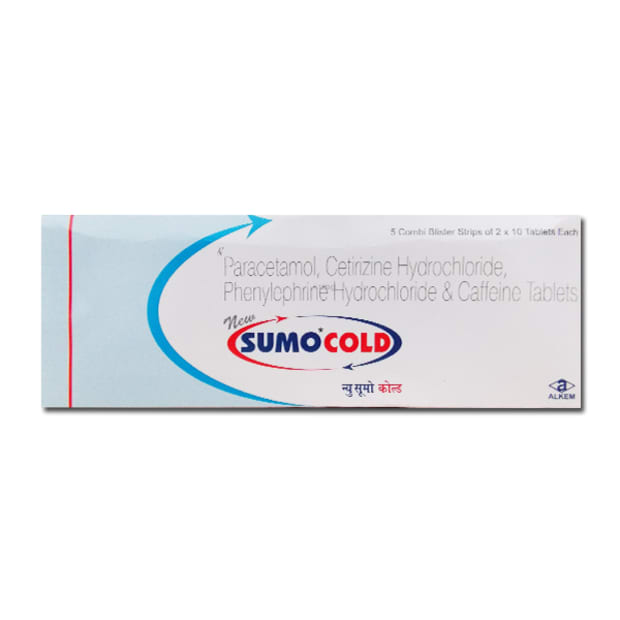 5 Combi Blister Strips of 2 x 10 Tablets Each
Paracetamol, Cetirizine Hydrochloride,
Phenylephrine Hydrochloride & Caffeine Tablets
New
SUMO*COLD
न्यु सूमो कोल्ड
a
ALKEM